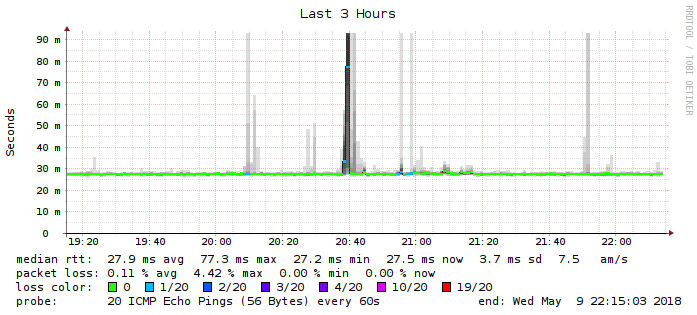 Last 3 Hours
RRDTOOL / TOBI OETIKER
Seconds
90 m
80 m
70 m
60 m
50 m
40 m
30 m
20 m
10 m
0
19:20 19:40 20:00 20:20 20:40 21:00 21:20 21:40 22:00
median rtt: 27.9 ms avg 77.3 ms max 27.2 ms min 27.5 ms now 3.7 ms sd 7.5 am/s
packet loss: 0.11 % avg 4.42 % max 0.00 % min 0.00 % now
loss color: 0 1/20 2/20 3/20 4/20 10/20 19/20
probe: 20 ICMP Echo Pings (56 Bytes) every 60s end: Wed May 9 22:15:03 2018